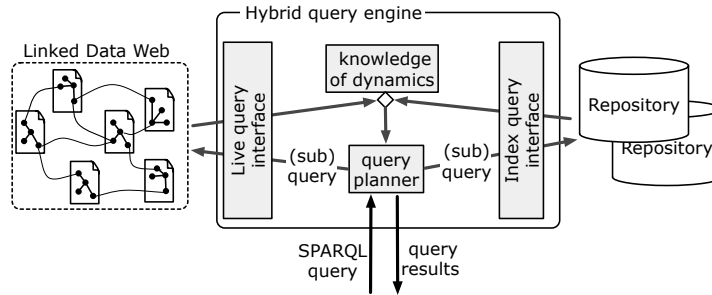 Hybrid query engine
Linked Data Web
Live query
interface
knowledge
of dynamics
Index query
interface
Repository
Repository
(sub)
query
query
planner
(sub)
query
SPARQL
query
query
results